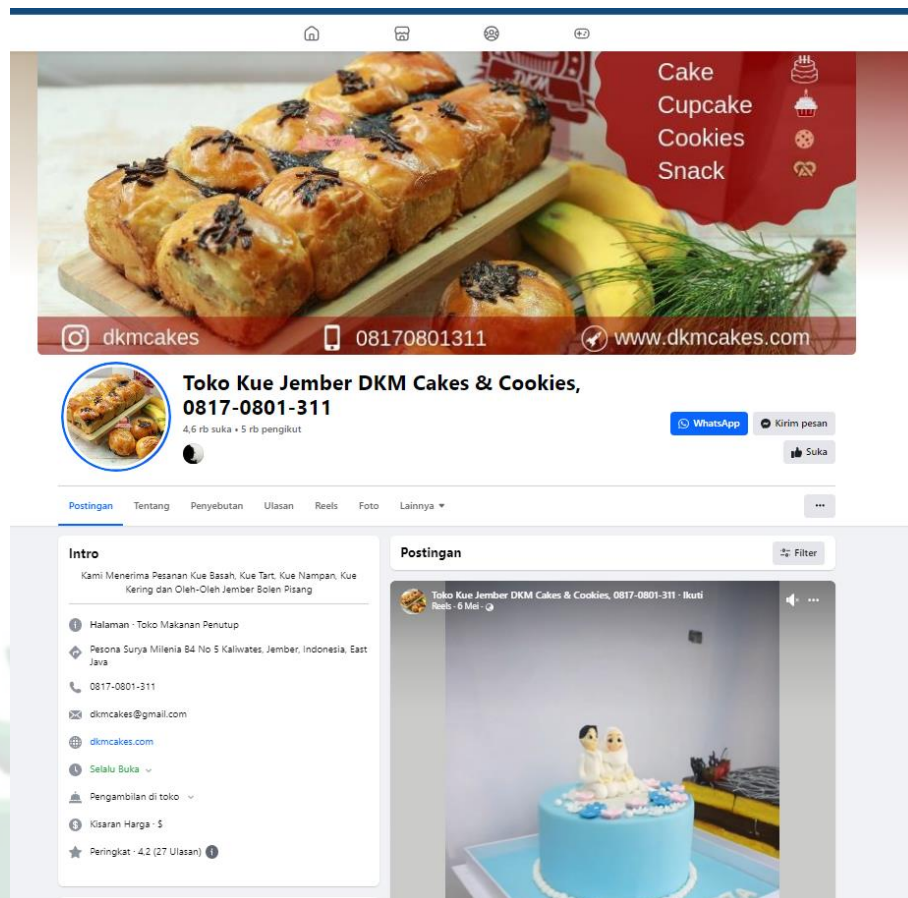 DKM
Cake
Cupcake
Cookies
Snack
dkmcakes
08170801311
www.dkmcakes.com
Toko Kue Jember DKM Cakes & Cookies,
0817-0801-311
4,6 rb suka • 5 rb pengikut
WhatsApp
Kirim pesan
Suka
Postingan
Tentang
Penyebutan
Ulasan
Reels
Foto
Lainnya
Intro
Kami Menerima Pesanan Kue Basah, Kue Tart, Kue Nampan, Kue
Kering dan Oleh-Oleh Jember Bolen Pisang
Halaman · Toko Makanan Penutup
Pesona Surya Milenia B4 No 5 Kaliwates, Jember, Indonesia, East
Java
0817-0801-311
dkmcakes@gmail.com
dkmcakes.com
Selalu Buka
Pengambilan di toko
Kisaran Harga · $
Peringkat · 4,2 (27 Ulasan)
Postingan
Filter
Toko Kue Jember DKM Cakes & Cookies, 0817-0801-311 · Ikuti
Reels · 6 Mei ·